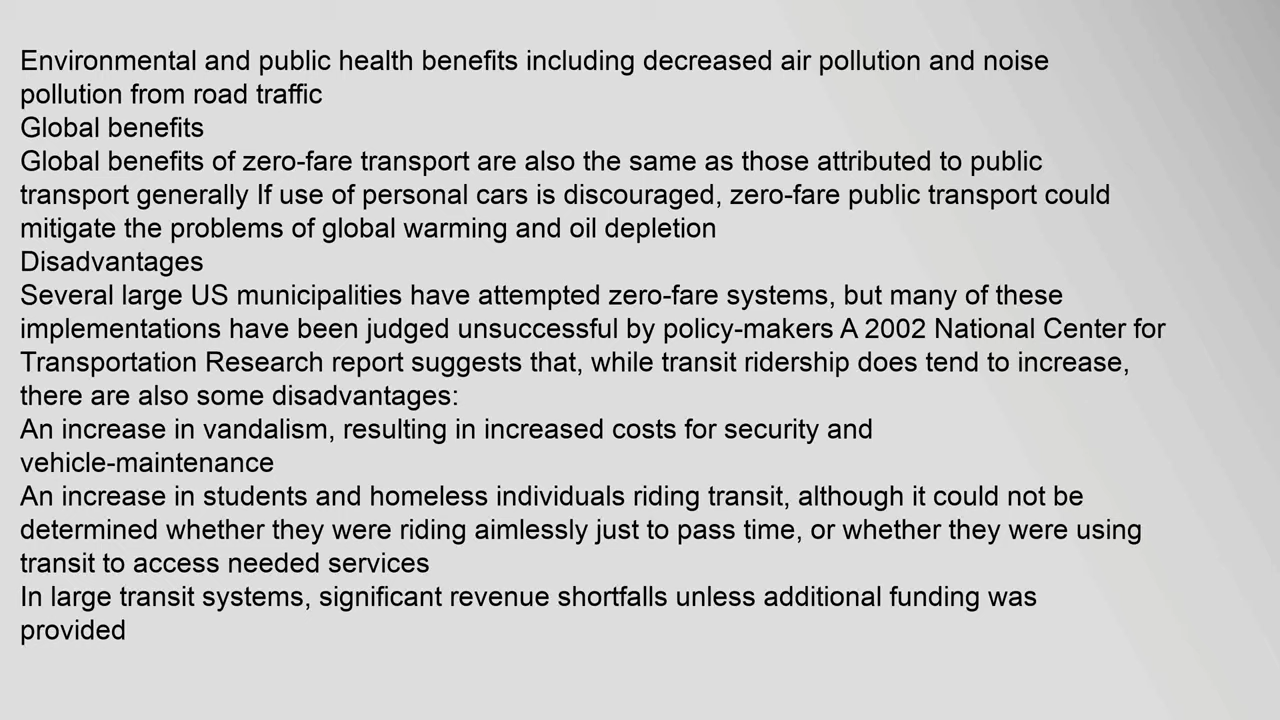 Environmental and public health benefits including decreased air pollution and noise
pollution from road traffic
Global benefits
Global benefits of zero-fare transport are also the same as those attributed to public
transport generally If use of personal cars is discouraged, zero-fare public transport could
mitigate the problems of global warming and oil depletion
Disadvantages
Several large US municipalities have attempted zero-fare systems, but many of these
implementations have been judged unsuccessful by policy-makers A 2002 National Center for
Transportation Research report suggests that, while transit ridership does tend to increase,
there are also some disadvantages:
An increase in vandalism, resulting in increased costs for security and
vehicle-maintenance
An increase in students and homeless individuals riding transit, although it could not be
determined whether they were riding aimlessly just to pass time, or whether they were using
transit to access needed services
In large transit systems, significant revenue shortfalls unless additional funding was
provided